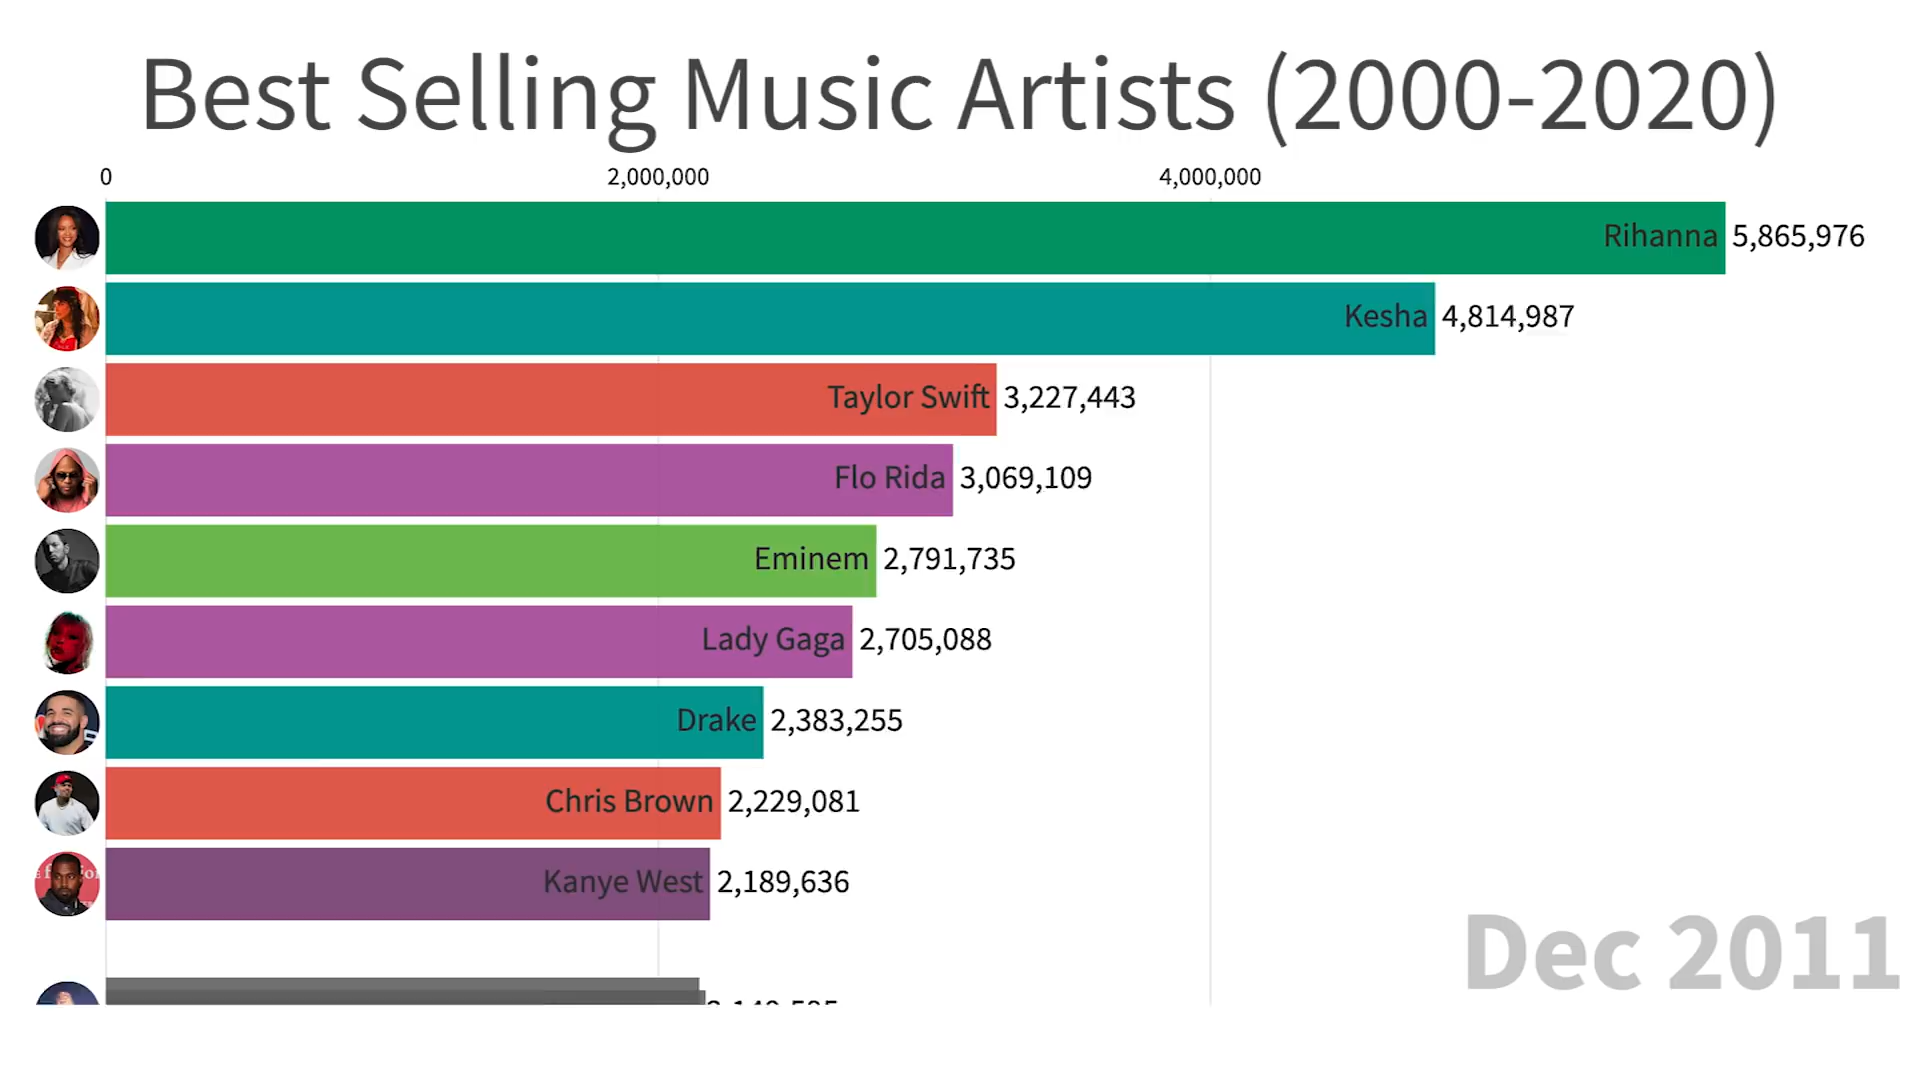 Best Selling Music Artists (2000-2020)
0 2,000,000 4,000,000
Rihanna 5,865,976
Kesha 4,814,987
Taylor Swift 3,227,443
Flo Rida 3,069,109
Eminem 2,791,735
Lady Gaga 2,705,088
Drake 2,383,255
Chris Brown 2,229,081
Kanye West 2,189,636
Dec 2011